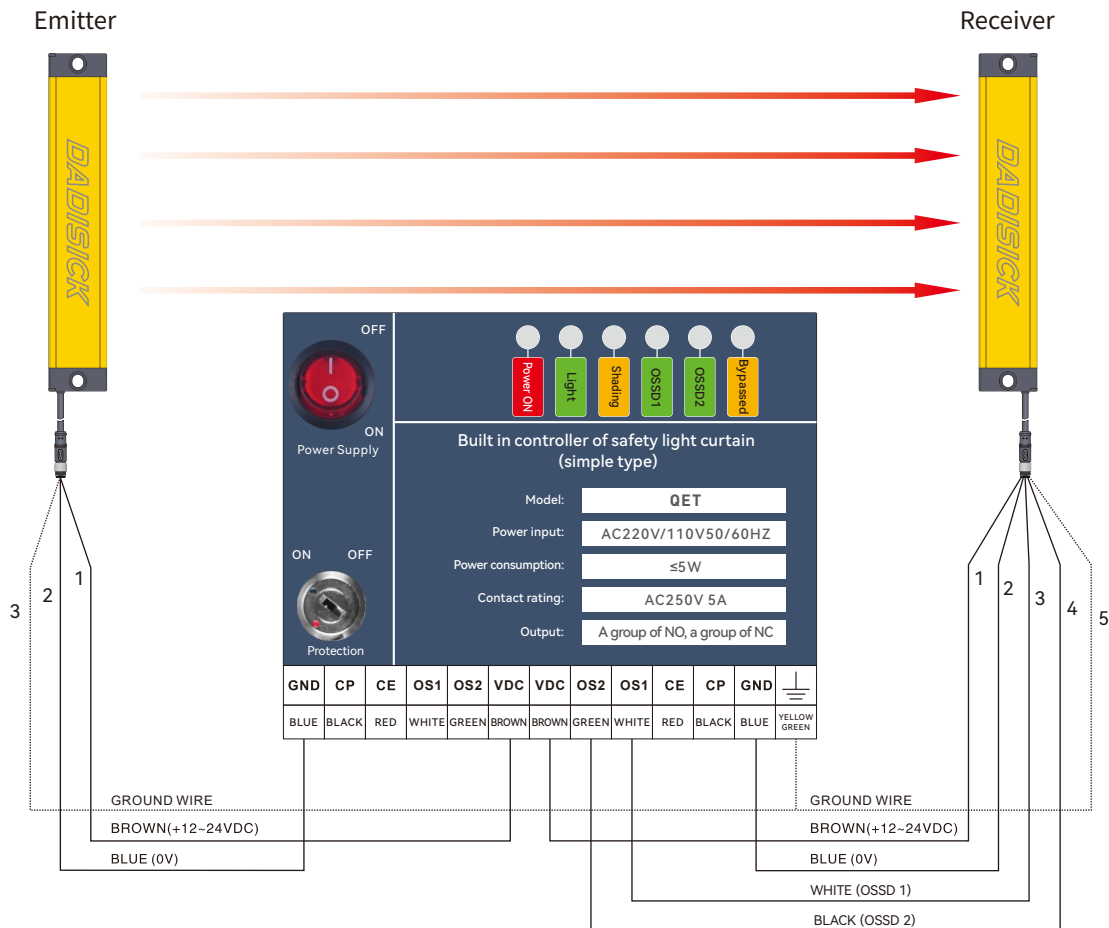 Emitter
Receiver
DADISICK
DADISICK
OFF
I
O
ON
Power Supply
Power ON
Light
Shading
OSSD1
OSSD2
Bypassed
Built in controller of safety light curtain
(simple type)
Model: QET
Power input: AC220V/110V50/60HZ
Power consumption: ≤5W
Contact rating: AC250V 5A
Output: A group of NO, a group of NC
ON OFF
Protection
GND CP CE OS1 OS2 VDC VDC OS2 OS1 CE CP GND
BLUE BLACK RED WHITE GREEN BROWN BROWN GREEN WHITE RED BLACK BLUE YELLOW GREEN
3 2 1
1 2 3 4 5
GROUND WIRE
BROWN(+12~24VDC)
BLUE (0V)
GROUND WIRE
BROWN(+12~24VDC)
BLUE (0V)
WHITE (OSSD 1)
BLACK (OSSD 2)